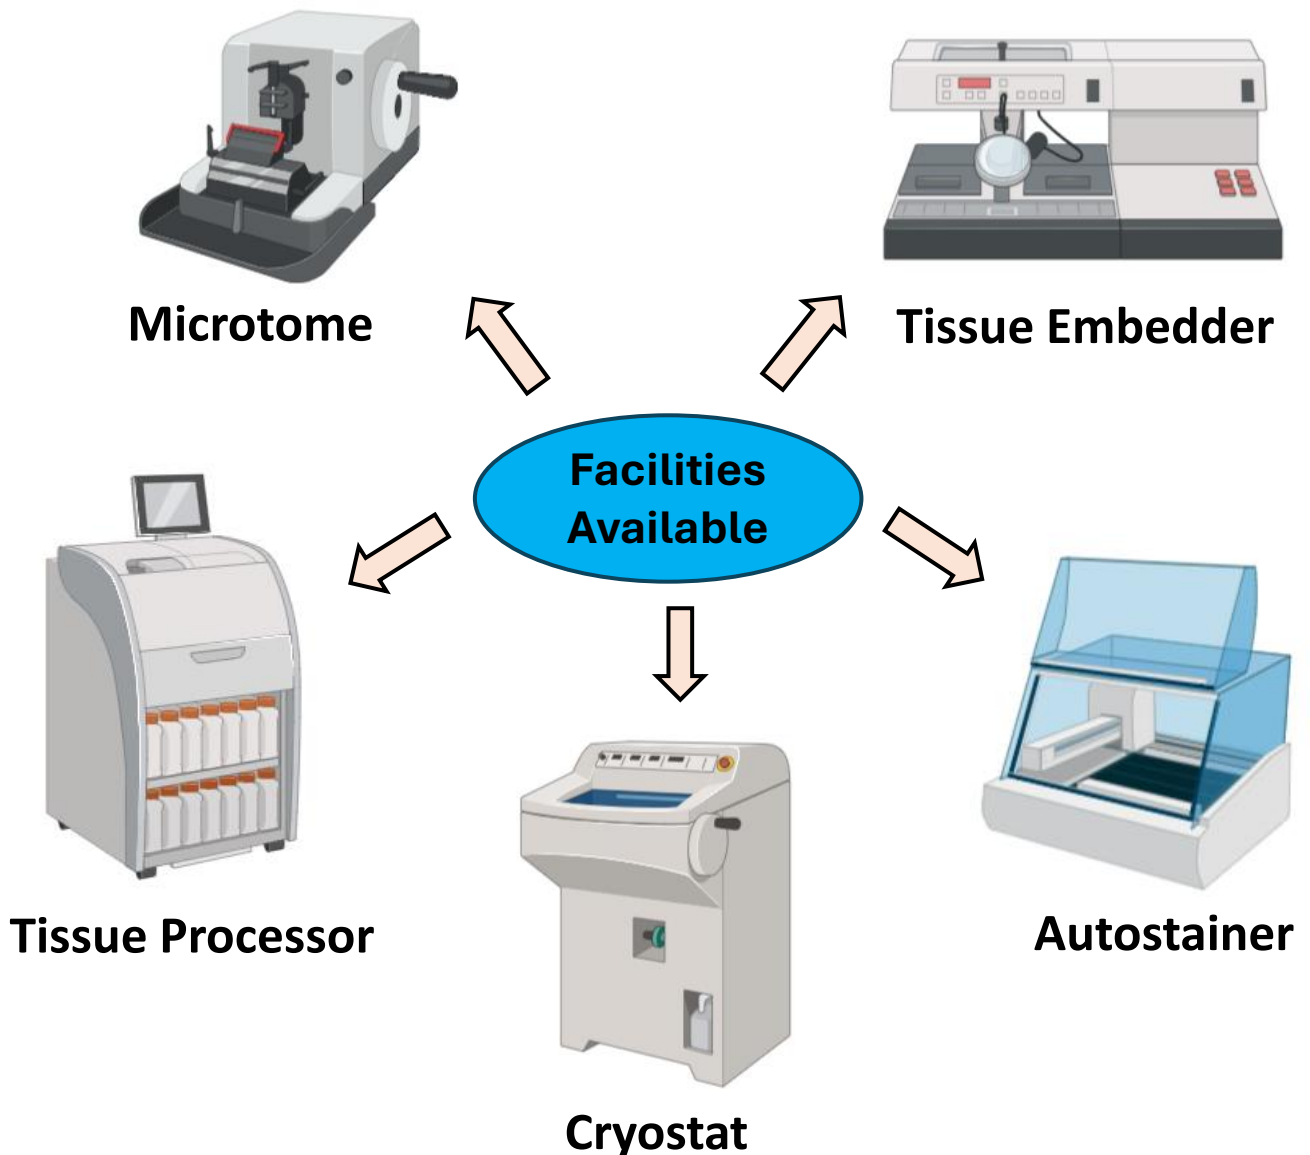 Microtome
Tissue Embedder
Facilities
Available
Tissue Processor
Autostainer
Cryostat